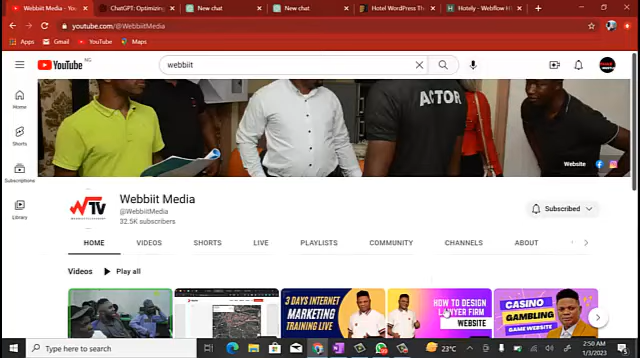 Webbiit Media - You
ChatGPT: Optimizing
New chat
New chat
Hotel WordPress The
Hotely - Webflow H
youtube.com/@WebbiitMedia
Apps
Gmail
YouTube
Maps
YouTube NG
webbiit
ACTOR
Home
Shorts
Subscriptions
Library
Website
WTV
Webbiit Media
@WebbiitMedia
32.5K subscribers
Subscribed
HOME VIDEOS SHORTS LIVE PLAYLISTS COMMUNITY CHANNELS ABOUT
Videos Play all
3 DAYS INTERNET
MARKETING
TRAINING LIVE
HOW TO DESIGN
LAWYER FIRM
WEBSITE
CASINO
GAMBLING
GAME WEBSITE
Type here to search
23°C
2:50 AM
1/3/2023